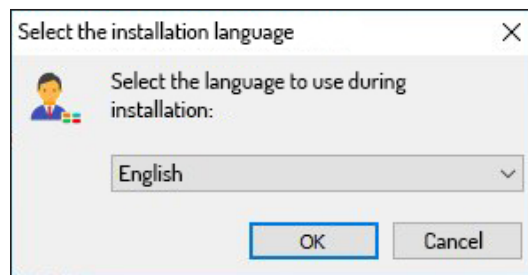 Select the installation language
Select the language to use during
installation:
English
OK
Cancel